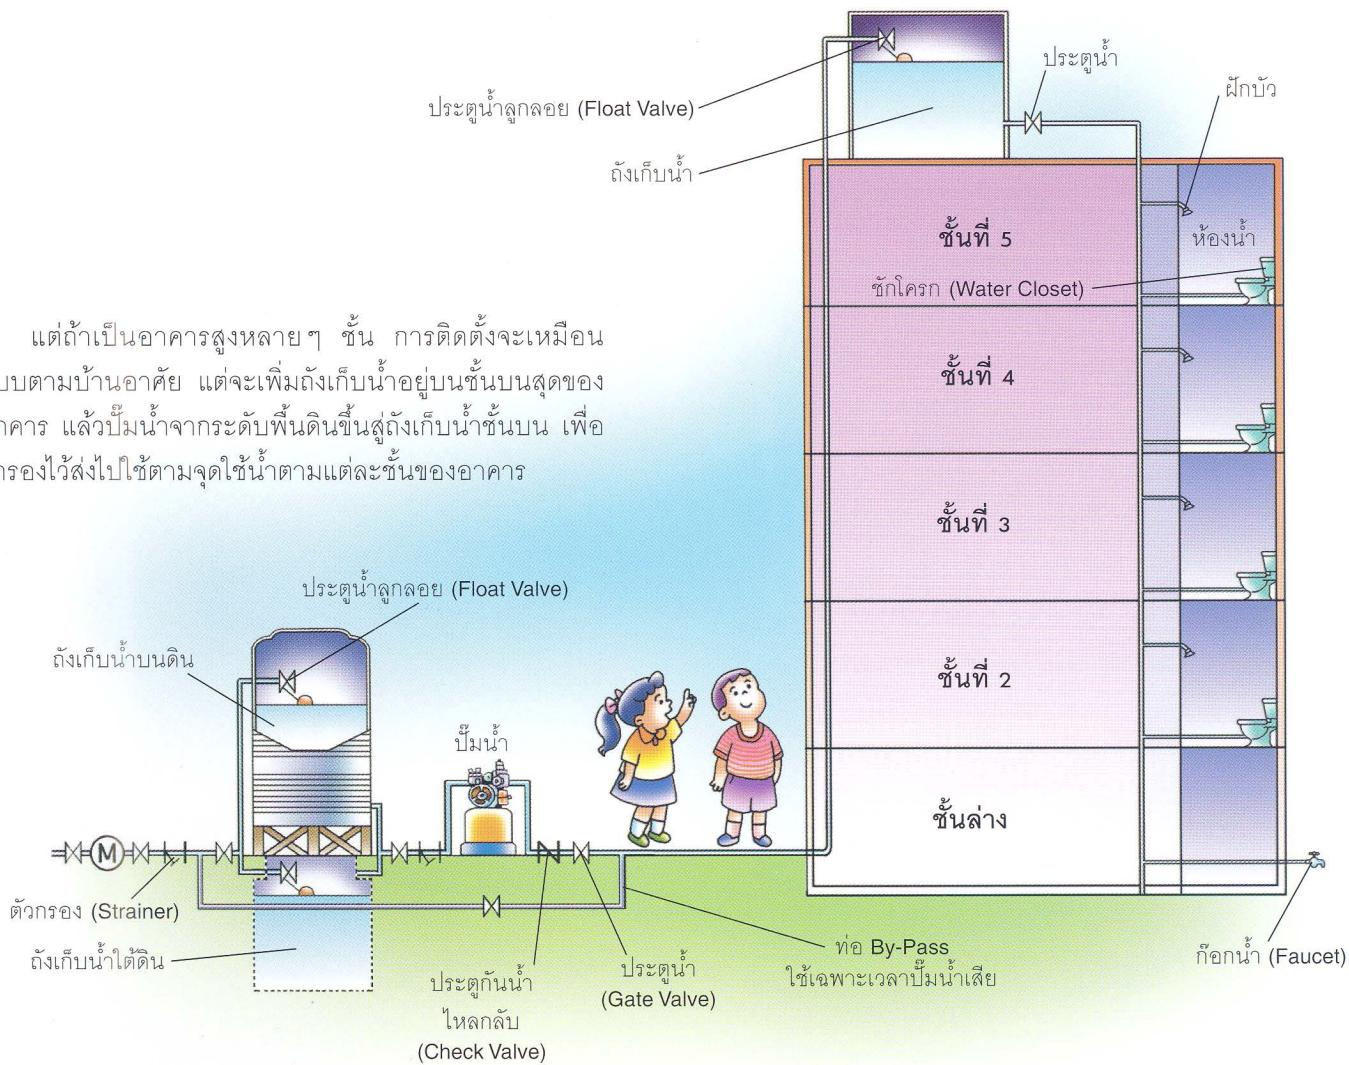 ประตูน้ำ
ฝักบัว
ประตูน้ำลูกลอย (Float Valve)
ถังเก็บน้ำ
ชั้นที่ 5
ห้องน้ำ
ชักโครก (Water Closet)
แต่ถ้าเป็นอาคารสูงหลายๆ ชั้น การติดตั้งจะเหมือน
บบตามบ้านอาศัย แต่จะเพิ่มถังเก็บน้ำอยู่บนชั้นบนสุดของ
าคาร แล้วปั๊มน้ำจากระดับพื้นดินขึ้นสู่ถังเก็บน้ำชั้นบน เพื่อ
ำรองไว้ส่งไปใช้ตามจุดใช้น้ำตามแต่ละชั้นของอาคาร
ชั้นที่ 4
ชั้นที่ 3
ประตูน้ำลูกลอย (Float Valve)
ถังเก็บน้ำบนดิน
ชั้นที่ 2
ปั๊มน้ำ
ชั้นล่าง
M
ตัวกรอง (Strainer)
ถังเก็บน้ำใต้ดิน
ประตูกันน้ำ
ไหลกลับ
(Check Valve)
ประตูน้ำ
(Gate Valve)
ท่อ By-Pass
ใช้เฉพาะเวลาปั๊มน้ำเสีย
ก๊อกน้ำ (Faucet)